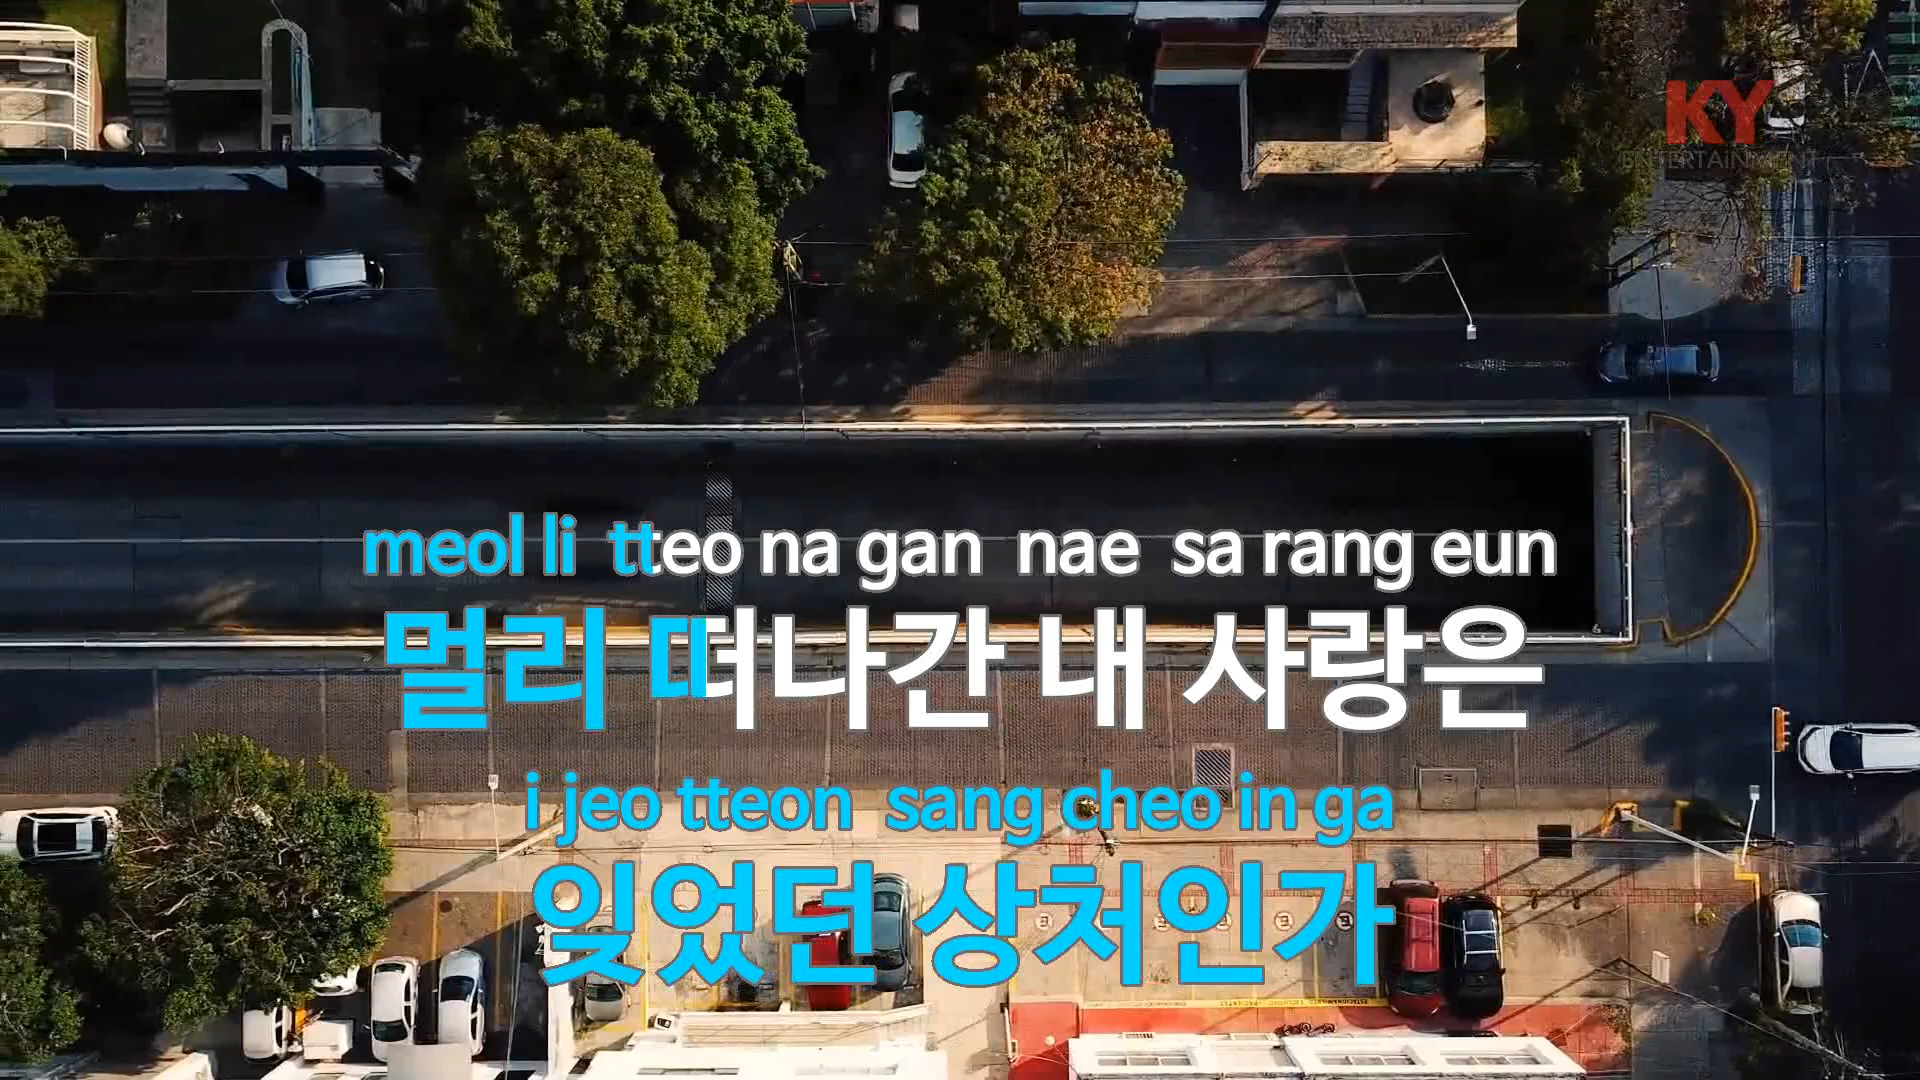 KY
ENTERTAiNMENT
meol li tteo na gan nae sa rang eun
멀리 떠나간 내 사랑은
i jeo tteon sang cheo in ga
잊었던 상처인가